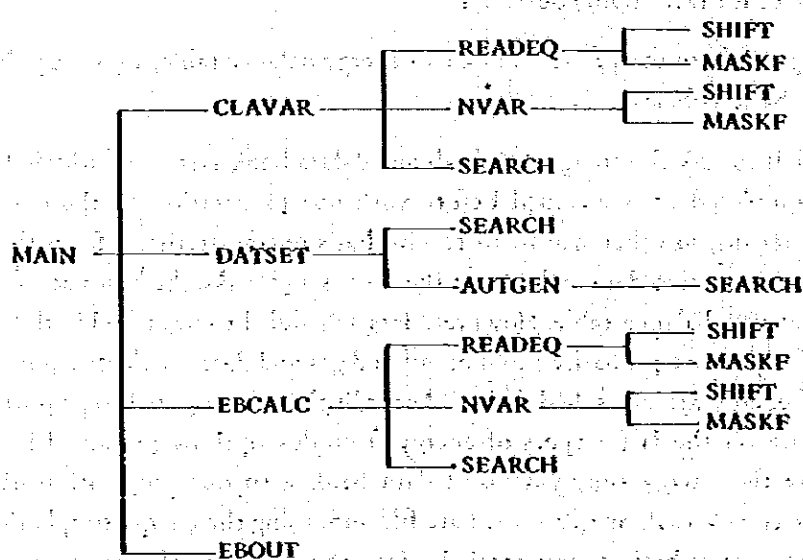 SHIFT
READEQ
MASKF
SHIFT
CLAVAR
NVAR
MASKF
SEARCH
SEARCH
MAIN
DATSET
AUTGEN
SEARCH
SHIFT
READEQ
MASKF
SHIFT
EBCALC
NVAR
MASKF
SEARCH
EBOUT